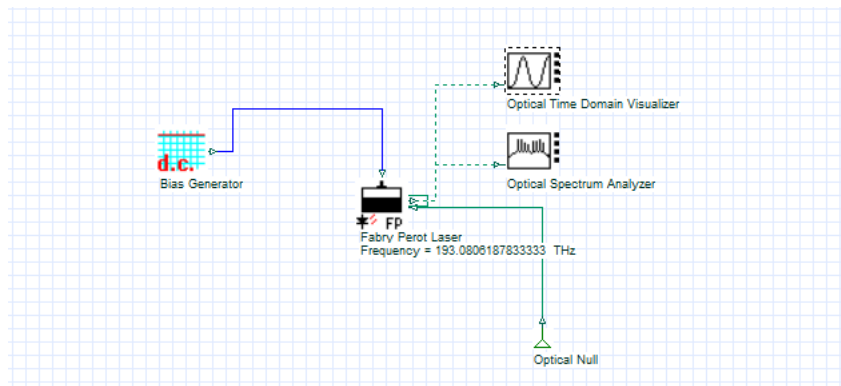 Optical Time Domain Visualizer
d.c.
Bias Generator
Optical Spectrum Analyzer
FP
Fabry Perot Laser
Frequency = 193.0806187833333 THz
Optical Null